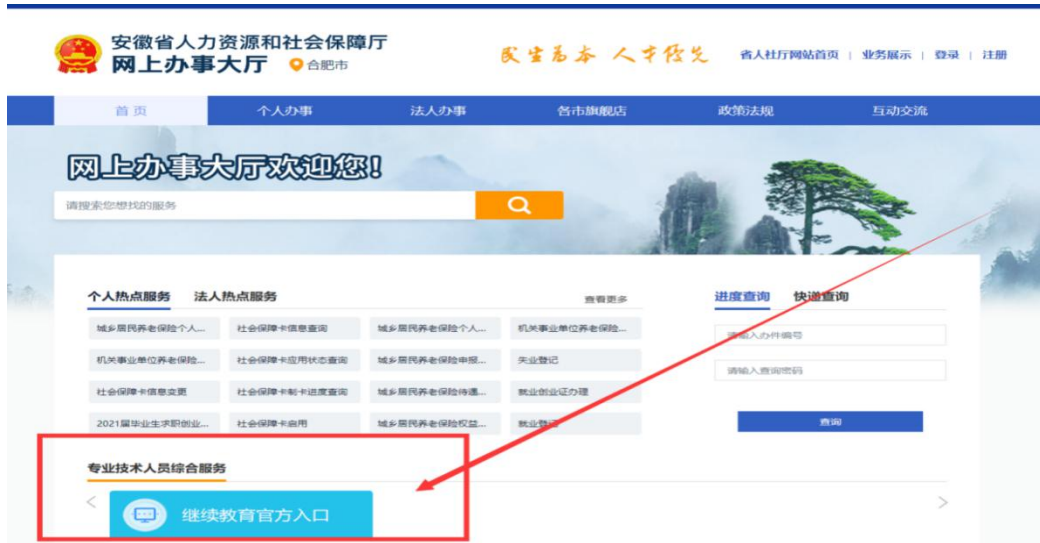 安徽省人力资源和社会保障厅
网上办事大厅 合肥市
民生为本 人才优先
省人社厅网站首页 | 业务展示 | 登录 | 注册
首页 个人办事 法人办事 各市旗舰店 政策法规 互动交流
网上办事大厅欢迎您!
请搜索您想找的服务
个人热点服务 法人热点服务 查看更多
进度查询 快递查询
城乡居民养老保险个人... 社会保障卡信息查询 城乡居民养老保险个人... 机关事业单位养老保险...
请输入办件编号
机关事业单位养老保险... 社会保障卡应用状态查询 城乡居民养老保险申报... 失业登记
请输入查询密码
社会保障卡信息变更 社会保障卡制卡进度查询 城乡居民养老保险待遇... 就业创业证办理
2021届毕业生求职创业... 社会保障卡启用 城乡居民养老保险权益... 就业登记
查询
专业技术人员综合服务
继续教育官方入口